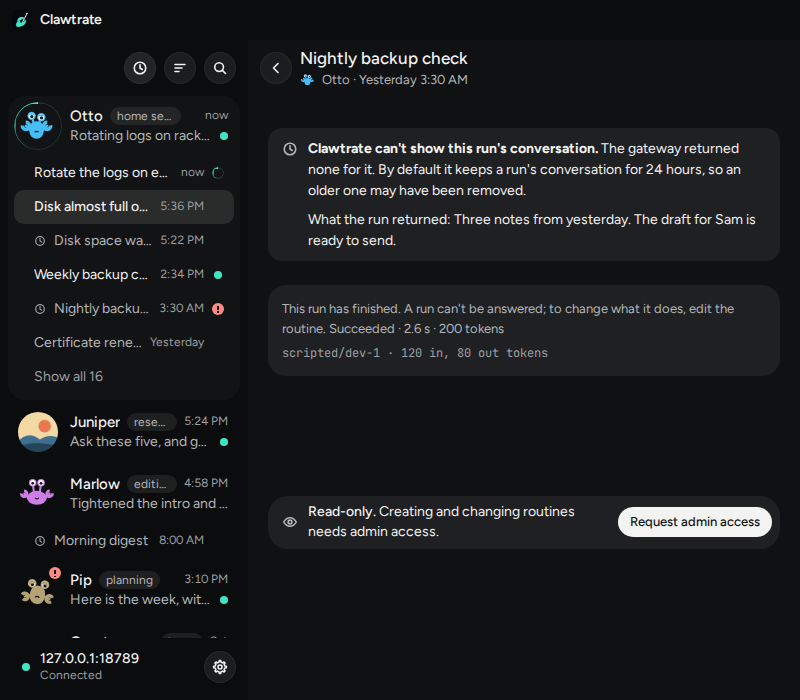 Clawtrate
Otto home se... now
Rotating logs on rack...
Rotate the logs on e... now
Disk almost full o... 5:36 PM
Disk space wa... 5:22 PM
Weekly backup c... 2:34 PM
Nightly backu... 3:30 AM
Certificate rene... Yesterday
Show all 16
Juniper rese... 5:24 PM
Ask these five, and g...
Marlow editi... 4:58 PM
Tightened the intro and ...
Morning digest 8:00 AM
Pip planning 3:10 PM
Here is the week, wit...
127.0.0.1:18789
Connected
Nightly backup check
Otto · Yesterday 3:30 AM
Clawtrate can't show this run's conversation. The gateway returned
none for it. By default it keeps a run's conversation for 24 hours, so an
older one may have been removed.
What the run returned: Three notes from yesterday. The draft for Sam is
ready to send.
This run has finished. A run can't be answered; to change what it does, edit the
routine. Succeeded · 2.6 s · 200 tokens
scripted/dev-1 · 120 in, 80 out tokens
Read-only. Creating and changing routines
needs admin access.
Request admin access